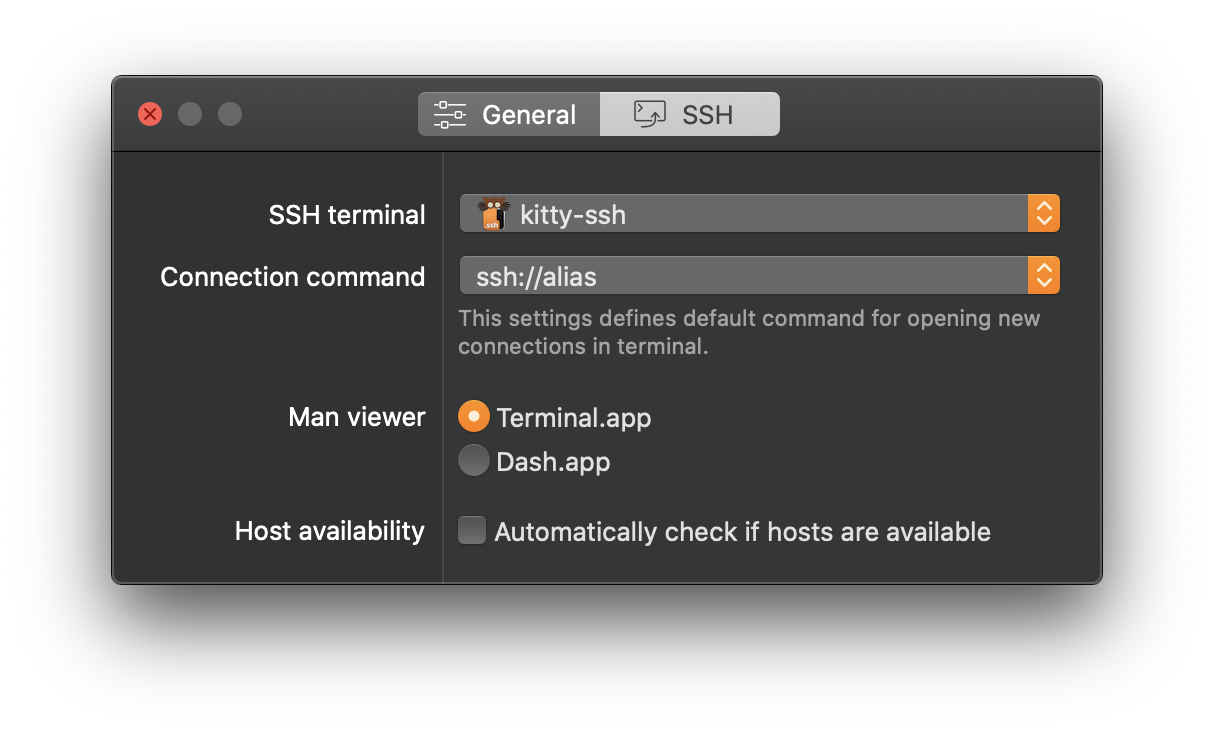 General
SSH
SSH terminal
.ssh
kitty-ssh
Connection command
ssh://alias
This settings defines default command for opening new
connections in terminal.
Man viewer
Terminal.app
Dash.app
Host availability
Automatically check if hosts are available